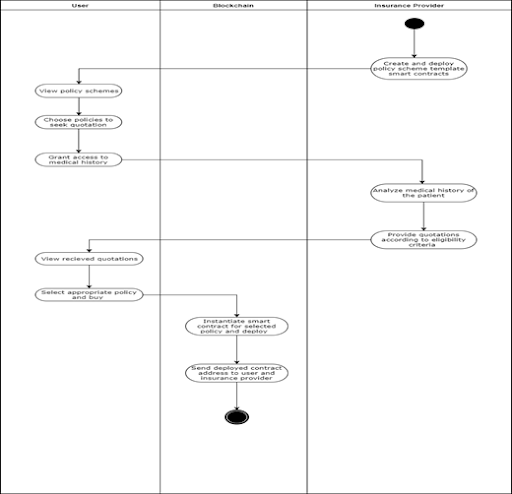 User
Blockchain
Insurance Provider
Create and deploy
policy scheme template
smart contracts
View policy schemes
Choose policies to
seek quotation
Grant access to
medical history
Analyze medical history of
the patient
Provide quotations
according to eligibility
criteria
View recieved quotations
Select appropriate policy
and buy
Instantiate smart
contract for selected
policy and deploy
Send deployed contract
address to user and
insurance provider